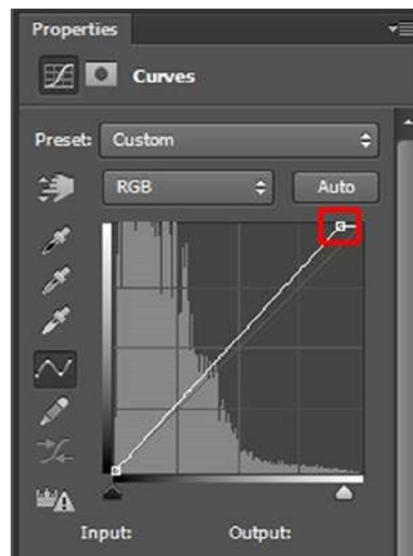 Properties
Curves
Preset: Custom
RGB Auto
Input: Output: